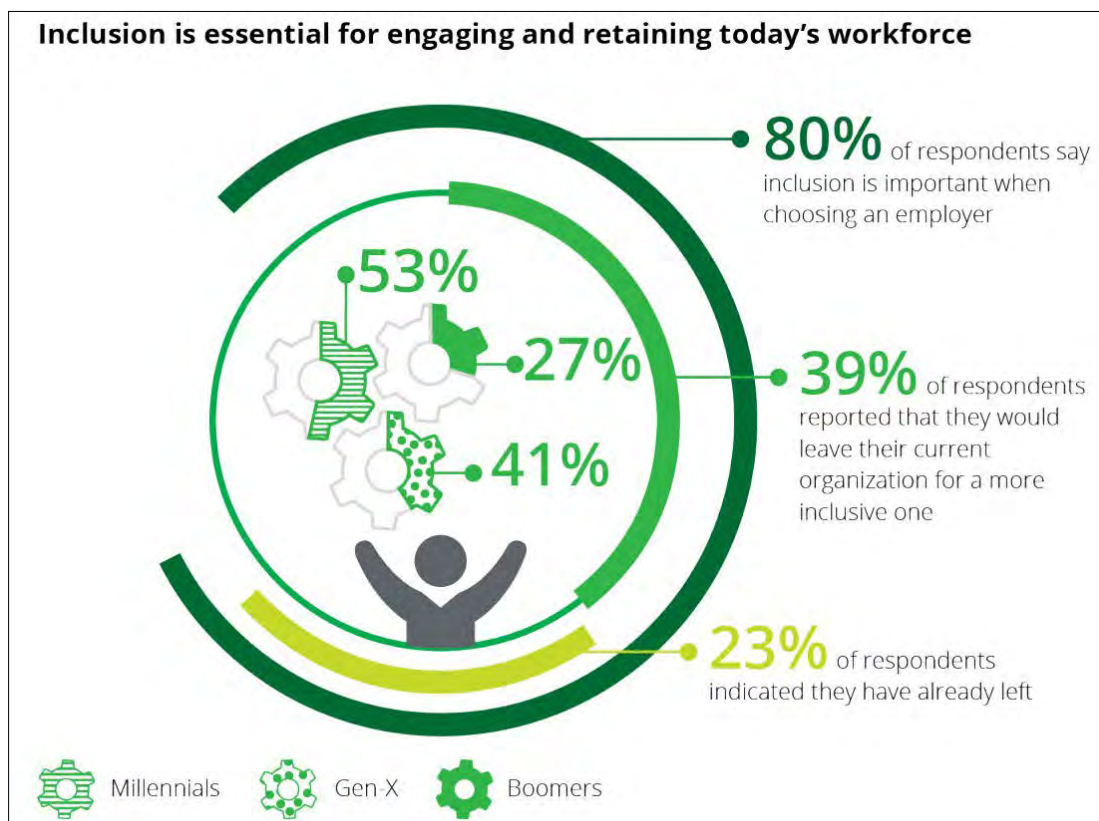 Inclusion is essential for engaging and retaining today’s workforce
80% of respondents say
inclusion is important when
choosing an employer
53%
27%
41%
39% of respondents
reported that they would
leave their current
organization for a more
inclusive one
23% of respondents
indicated they have already left
Millennials
Gen-X
Boomers